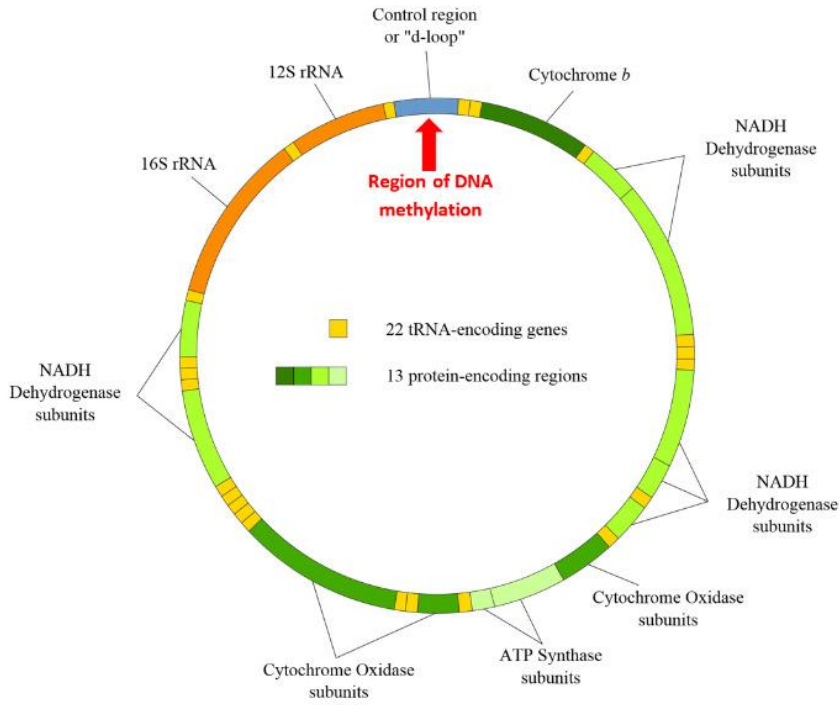 Control region
or "d-loop"
12S rRNA
Cytochrome b
NADH
Dehydrogenase
subunits
16S rRNA
Region of DNA
methylation
22 tRNA-encoding genes
13 protein-encoding regions
NADH
Dehydrogenase
subunits
NADH
Dehydrogenase
subunits
Cytochrome Oxidase
subunits
ATP Synthase
subunits
Cytochrome Oxidase
subunits